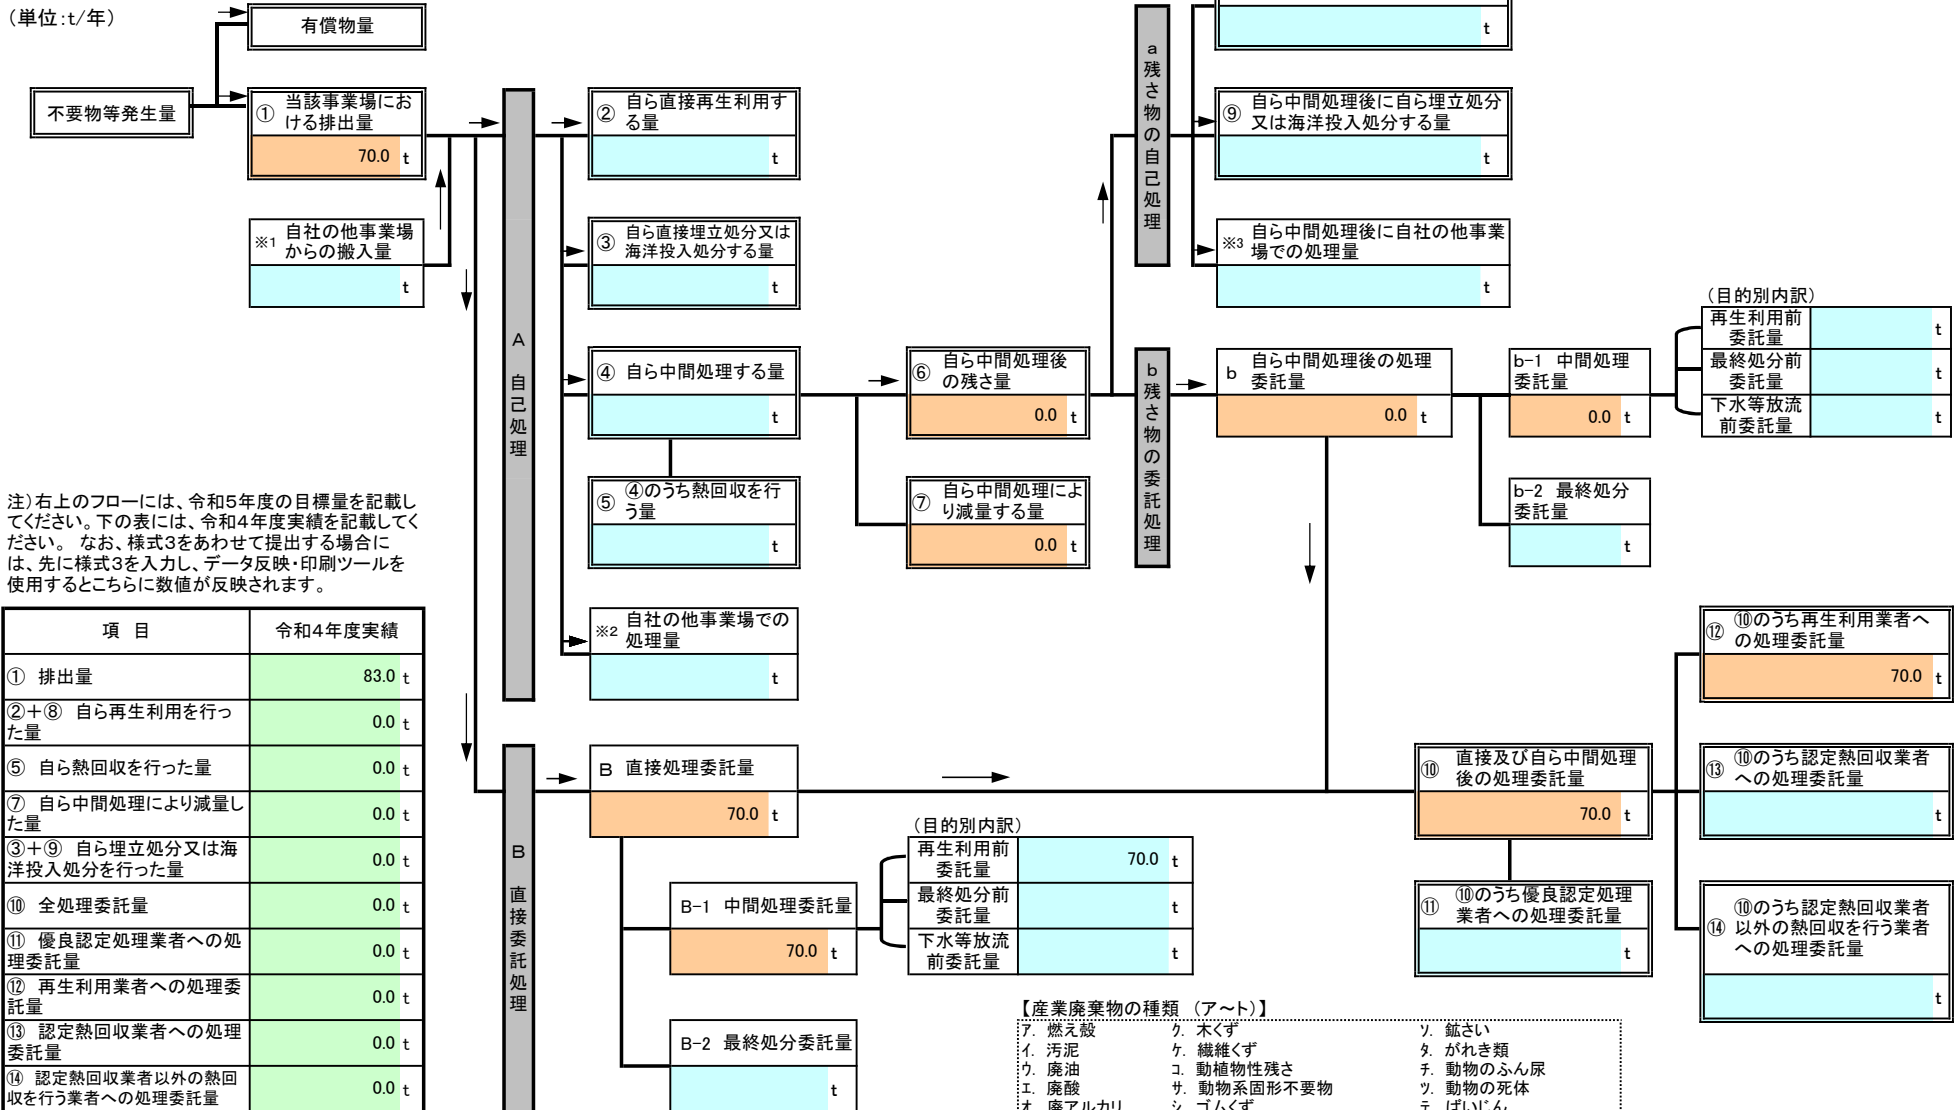 （単位：t/年）
有償物量
不要物等発生量
① 当該事業場にお
ける排出量
70.0 t
※1 自社の他事業場
からの搬入量
t
A 自己処理
② 自ら直接再生利用す
る量
t
③ 自ら直接埋立処分又は
海洋投入処分する量
t
④ 自ら中間処理する量
t
⑤ ④のうち熱回収を行
う量
t
※2 自社の他事業場での
処理量
t
⑥ 自ら中間処理後
の残さ量
0.0 t
⑦ 自ら中間処理によ
り減量する量
0.0 t
a 残さ物の自己処理
t
⑨ 自ら中間処理後に自ら埋立処分
又は海洋投入処分する量
t
※3 自ら中間処理後に自社の他事業
場での処理量
t
b 残さ物の委託処理
b 自ら中間処理後の処理
委託量
0.0 t
b-1 中間処理
委託量
0.0 t
（目的別内訳）
再生利用前
委託量
t
最終処分前
委託量
t
下水等放流
前委託量
t
b-2 最終処分
委託量
t
注）右上のフローには、令和5年度の目標量を記載し
てください。下の表には、令和4年度実績を記載してく
ださい。 なお、様式3をあわせて提出する場合に
は、先に様式3を入力し、データ反映・印刷ツールを
使用するとこちらに数値が反映されます。
項 目 令和4年度実績
① 排出量 83.0 t
②＋⑧ 自ら再生利用を行っ
た量 0.0 t
⑤ 自ら熱回収を行った量 0.0 t
⑦ 自ら中間処理により減量し
た量 0.0 t
③＋⑨ 自ら埋立処分又は海
洋投入処分を行った量 0.0 t
⑩ 全処理委託量 0.0 t
⑪ 優良認定処理業者への処
理委託量 0.0 t
⑫ 再生利用業者への処理委
託量 0.0 t
⑬ 認定熱回収業者への処理
委託量 0.0 t
⑭ 認定熱回収業者以外の熱回
収を行う業者への処理委託量 0.0 t
B 直接委託処理
B 直接処理委託量
70.0 t
B-1 中間処理委託量
70.0 t
（目的別内訳）
再生利用前
委託量
70.0 t
最終処分前
委託量
t
下水等放流
前委託量
t
B-2 最終処分委託量
t
⑩ 直接及び自ら中間処理
後の処理委託量
70.0 t
⑪ ⑩のうち優良認定処理
業者への処理委託量
t
⑫ ⑩のうち再生利用業者へ
の処理委託量
70.0 t
⑬ ⑩のうち認定熱回収業者
への処理委託量
t
⑭ ⑩のうち認定熱回収業者
以外の熱回収を行う業者
への処理委託量
t
【産業廃棄物の種類 （ア～ト）】
ア. 燃え殻 ク. 木くず ソ. 鉱さい
イ. 汚泥 ケ. 繊維くず タ. がれき類
ウ. 廃油 コ. 動植物性残さ チ. 動物のふん尿
エ. 廃酸 サ. 動物系固形不要物 ツ. 動物の死体
オ. 廃アルカリ シ. ゴムくず テ. ばいじん